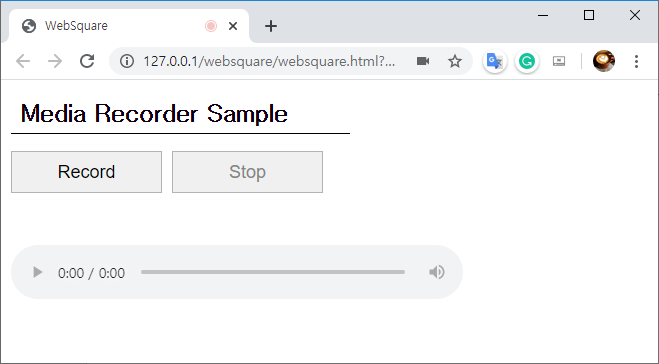 WebSquare
127.0.0.1/websquare/websquare.html?...
Media Recorder Sample
Record Stop
0:00 / 0:00